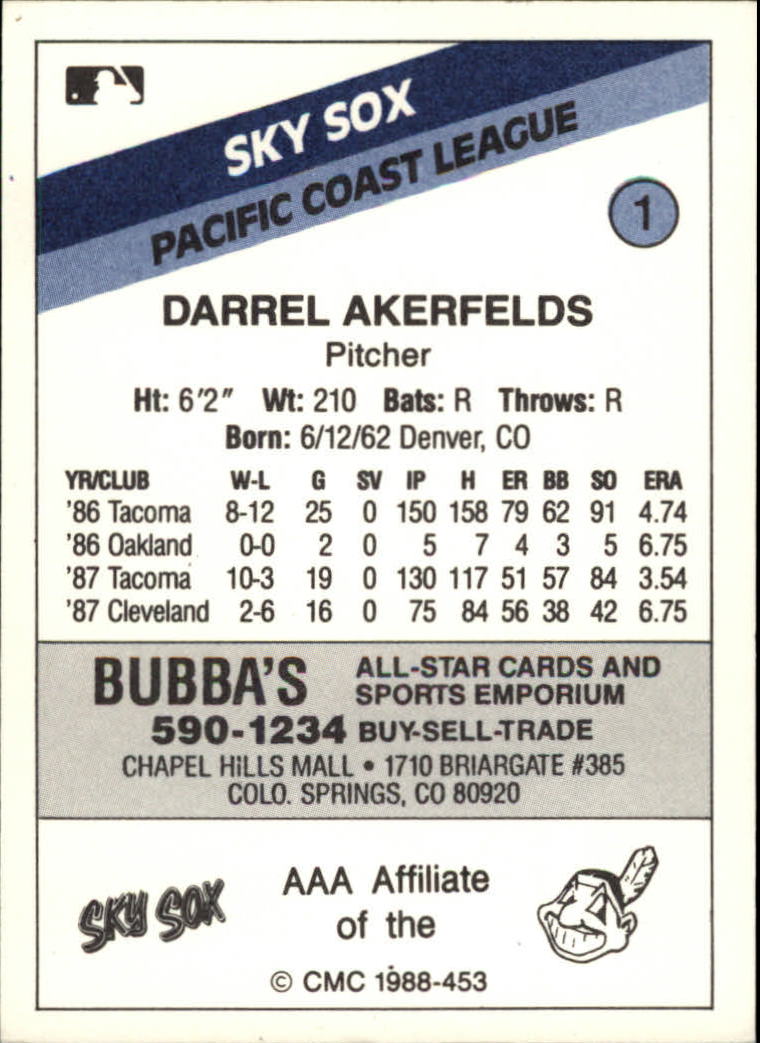 SKY SOX
PACIFIC COAST LEAGUE
1
DARREL AKERFELDS
Pitcher
Ht: 6'2" Wt: 210 Bats: R Throws: R
Born: 6/12/62 Denver, CO
YR/CLUB W-L G SV IP H ER BB SO ERA
'86 Tacoma 8-12 25 0 150 158 79 62 91 4.74
'86 Oakland 0-0 2 0 5 7 4 3 5 6.75
'87 Tacoma 10-3 19 0 130 117 51 57 84 3.54
'87 Cleveland 2-6 16 0 75 84 56 38 42 6.75
BUBBA'S ALL-STAR CARDS AND
SPORTS EMPORIUM
590-1234 BUY-SELL-TRADE
CHAPEL HILLS MALL • 1710 BRIARGATE #385
COLO. SPRINGS, CO 80920
SKY SOX
AAA Affiliate
of the
© CMC 1988-453